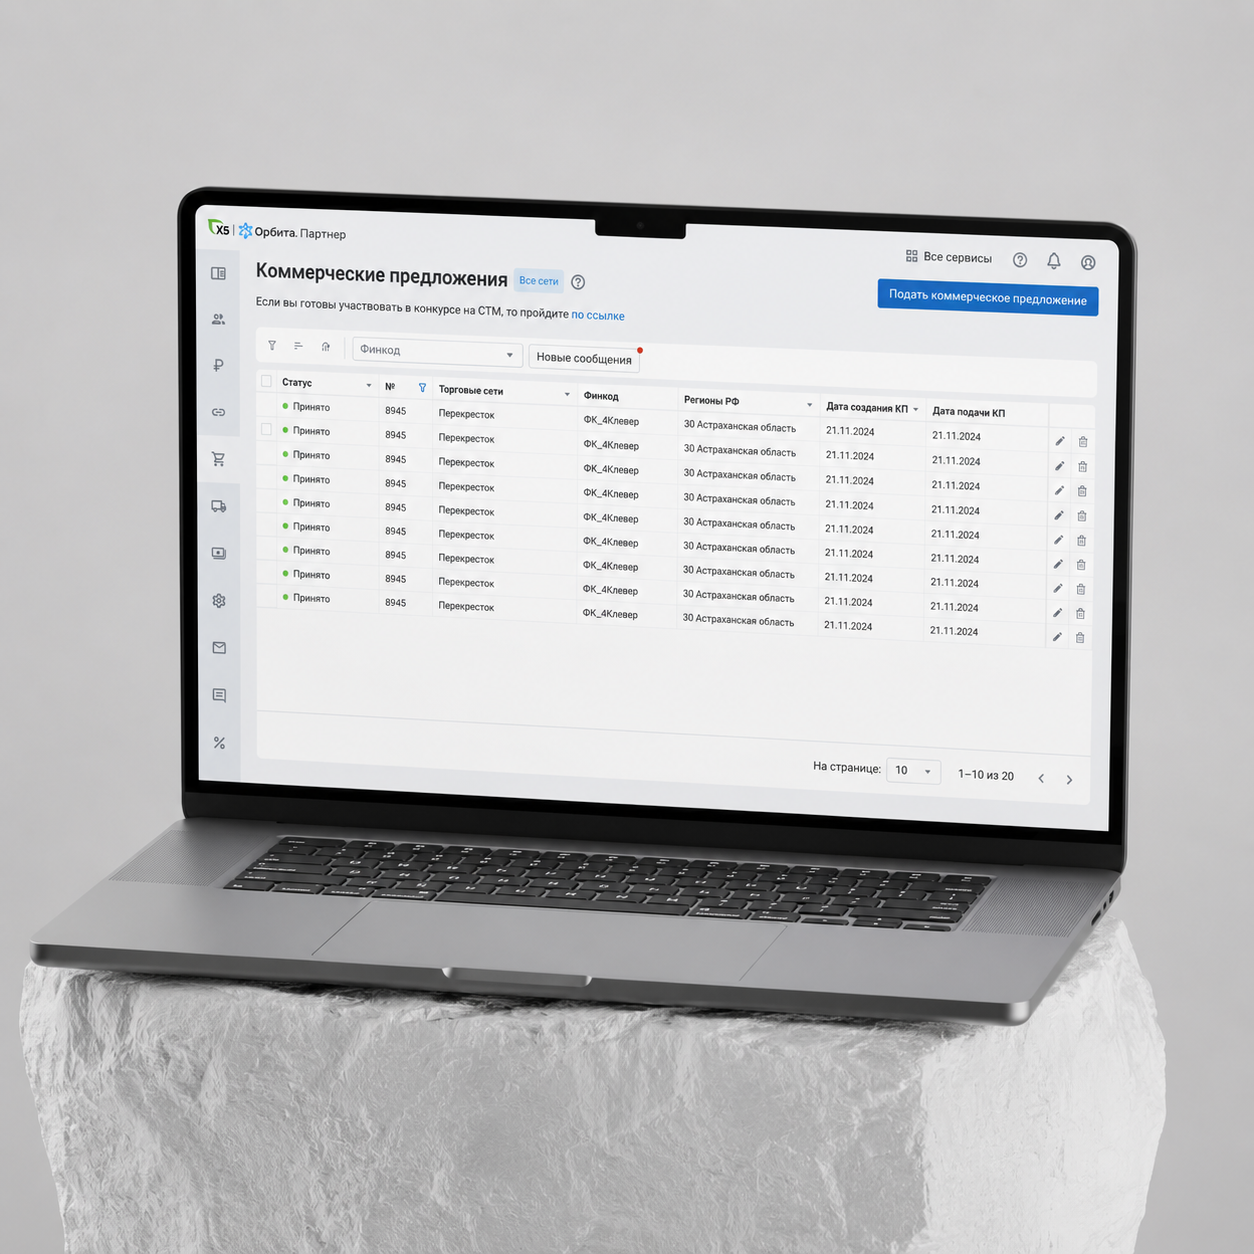 X5 | Орбита. Партнер
Все сервисы
Коммерческие предложения Все сети
Подать коммерческое предложение
Если вы готовы участвовать в конкурсе на СТМ, то пройдите по ссылке
Финкод Новые сообщения
Статус № Торговые сети Финкод Регионы РФ Дата создания КП Дата подачи КП
Принято 8945 Перекресток ФК_4Клевер 30 Астраханская область 21.11.2024 21.11.2024
Принято 8945 Перекресток ФК_4Клевер 30 Астраханская область 21.11.2024 21.11.2024
Принято 8945 Перекресток ФК_4Клевер 30 Астраханская область 21.11.2024 21.11.2024
Принято 8945 Перекресток ФК_4Клевер 30 Астраханская область 21.11.2024 21.11.2024
Принято 8945 Перекресток ФК_4Клевер 30 Астраханская область 21.11.2024 21.11.2024
Принято 8945 Перекресток ФК_4Клевер 30 Астраханская область 21.11.2024 21.11.2024
Принято 8945 Перекресток ФК_4Клевер 30 Астраханская область 21.11.2024 21.11.2024
Принято 8945 Перекресток ФК_4Клевер 30 Астраханская область 21.11.2024 21.11.2024
Принято 8945 Перекресток ФК_4Клевер 30 Астраханская область 21.11.2024 21.11.2024
На странице: 10 1–10 из 20